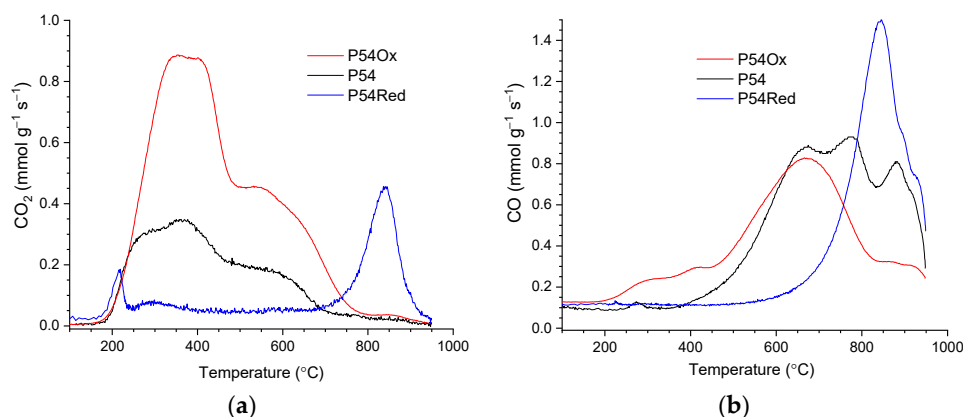 1.0
0.8
0.6
0.4
0.2
0.0
CO₂ (mmol g⁻¹ s⁻¹)
P54Ox
P54
P54Red
200 400 600 800 1000
Temperature (°C)
(a)
1.4
1.2
1.0
0.8
0.6
0.4
0.2
0.0
CO (mmol g⁻¹ s⁻¹)
P54Ox
P54
P54Red
200 400 600 800 1000
Temperature (°C)
(b)